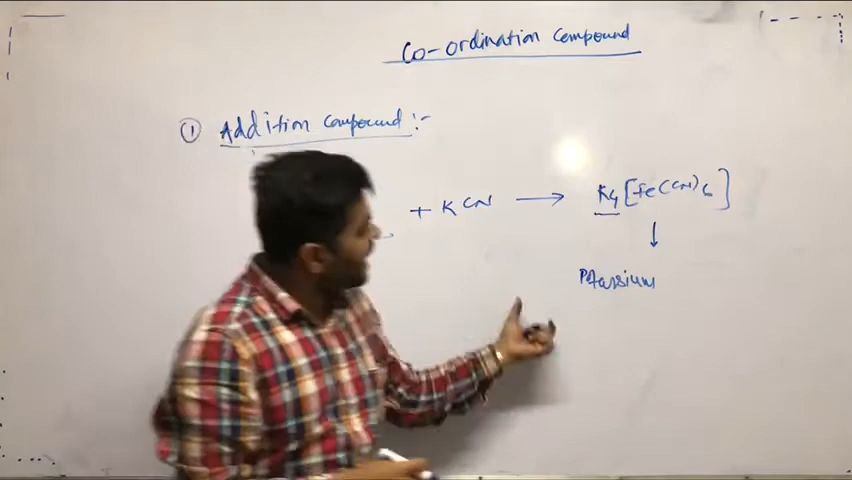 Co-ordination Compound
① Addition Compound :-
+ KCN ⟶ K4[Fe(CN)6]
↓
Potassium